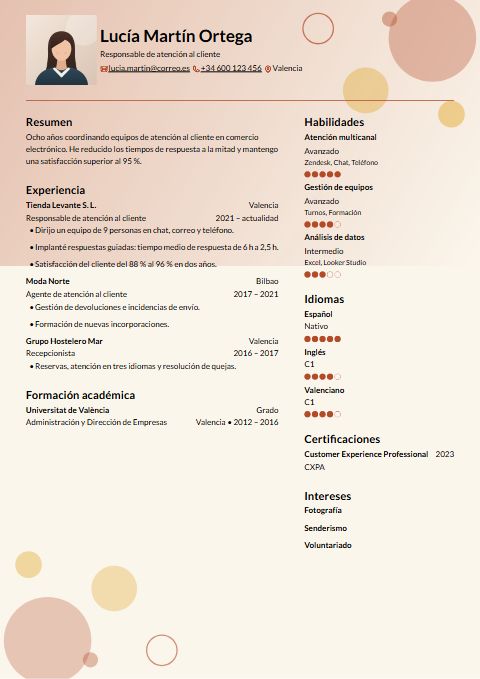 Lucía Martín Ortega
Responsable de atención al cliente
lucia.martin@correo.es +34 600 123 456 Valencia
Resumen
Ocho años coordinando equipos de atención al cliente en comercio
electrónico. He reducido los tiempos de respuesta a la mitad y mantengo
una satisfacción superior al 95 %.
Experiencia
Tienda Levante S. L. Valencia
Responsable de atención al cliente 2021 – actualidad
• Dirijo un equipo de 9 personas en chat, correo y teléfono.
• Implanté respuestas guiadas: tiempo medio de respuesta de 6 h a 2,5 h.
• Satisfacción del cliente del 88 % al 96 % en dos años.
Moda Norte Bilbao
Agente de atención al cliente 2017 – 2021
• Gestión de devoluciones e incidencias de envío.
• Formación de nuevas incorporaciones.
Grupo Hostelero Mar Valencia
Recepcionista 2016 – 2017
• Reservas, atención en tres idiomas y resolución de quejas.
Formación académica
Universitat de València Grado
Administración y Dirección de Empresas Valencia • 2012 – 2016
Habilidades
Atención multicanal
Avanzado
Zendesk, Chat, Teléfono
Gestión de equipos
Avanzado
Turnos, Formación
Análisis de datos
Intermedio
Excel, Looker Studio
Idiomas
Español
Nativo
Inglés
C1
Valenciano
C1
Certificaciones
Customer Experience Professional 2023
CXPA
Intereses
Fotografía
Senderismo
Voluntariado